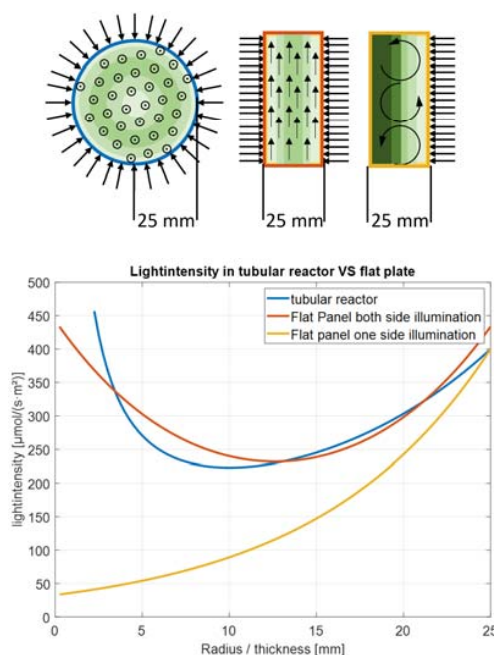 25 mm
25 mm
25 mm
Lightintensity in tubular reactor VS flat plate
tubular reactor
Flat Panel both side illumination
Flat panel one side illumination
lightintensity [µmol/(s·m²)]
500
450
400
350
300
250
200
150
100
50
0
0
5
10
15
20
25
Radius / thickness [mm]